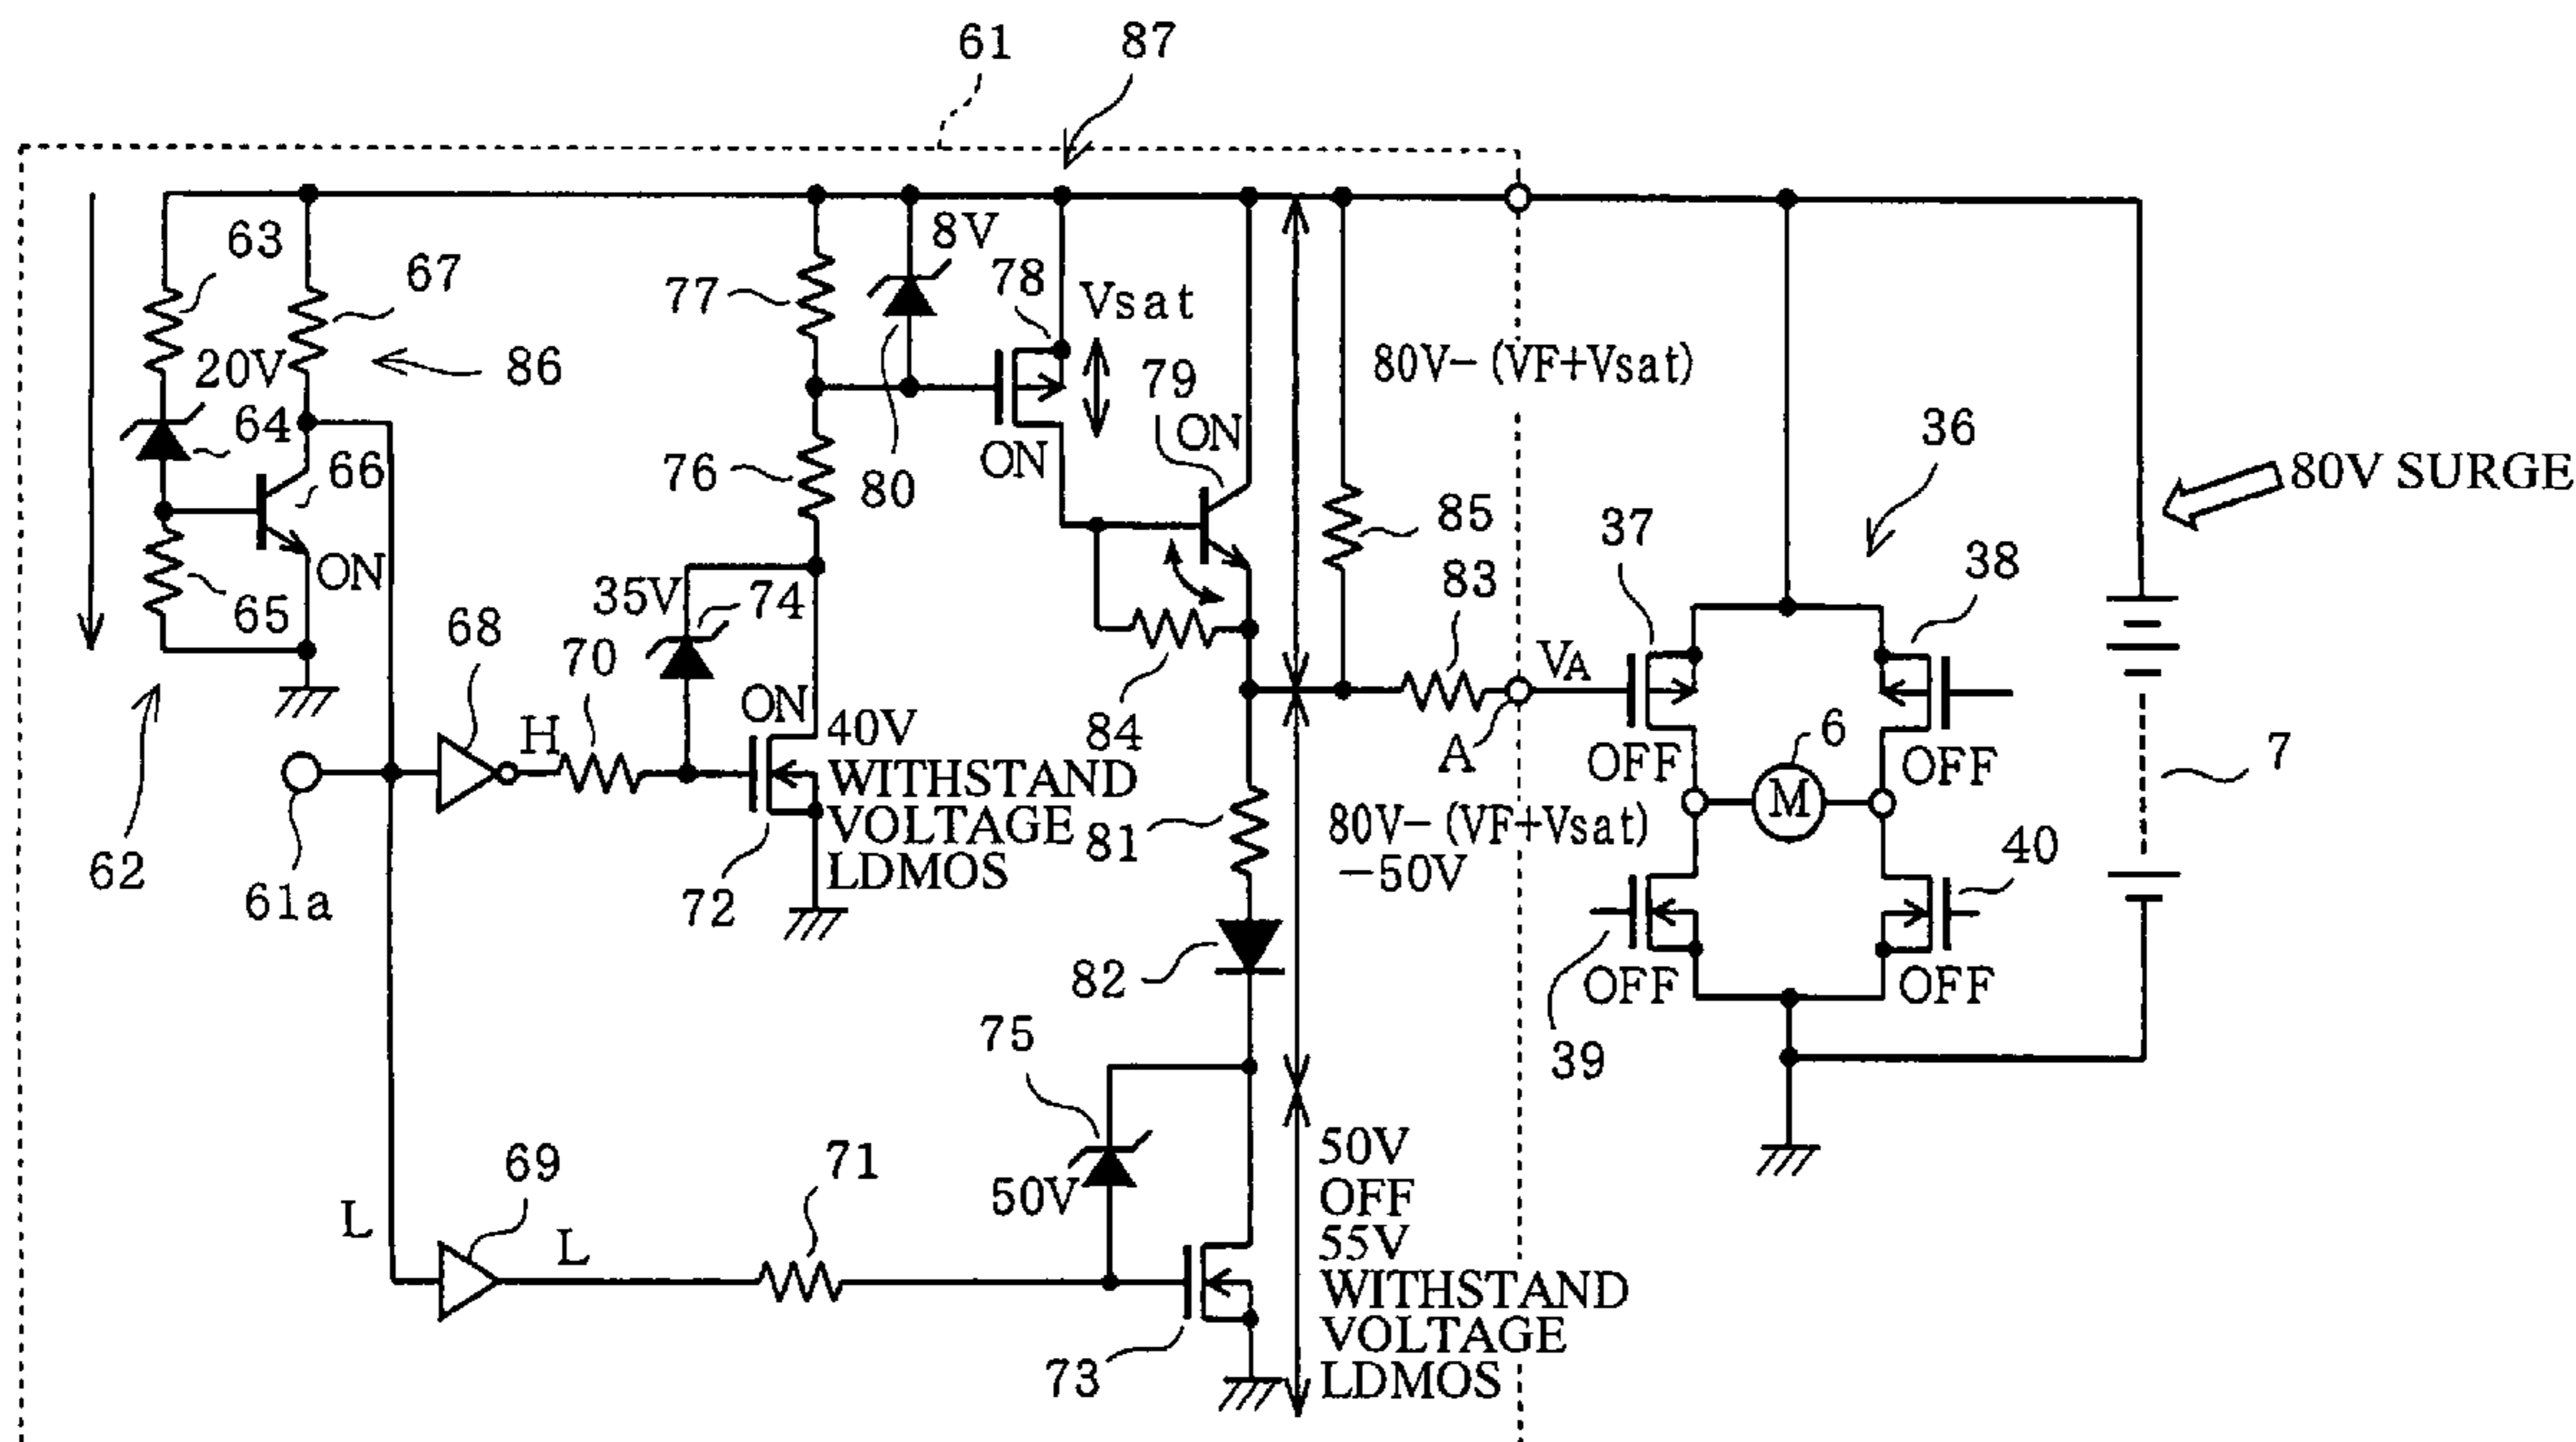 61
87
63
67
8V
78
Vsat
77
20V
86
80V-(VF+Vsat)
79
ON
36
64
80V SURGE
66
76
80
ON
85
37
ON
83
38
65
35V
74
68
70
VA
84
6
H
ON
40V
WITHSTAND
VOLTAGE
LDMOS
A
OFF
M
OFF
7
62
61a
72
81
80V-(VF+Vsat)
-50V
40
82
OFF
OFF
39
75
50V
L
69
L
71
50V
OFF
55V
WITHSTAND
VOLTAGE
LDMOS
73